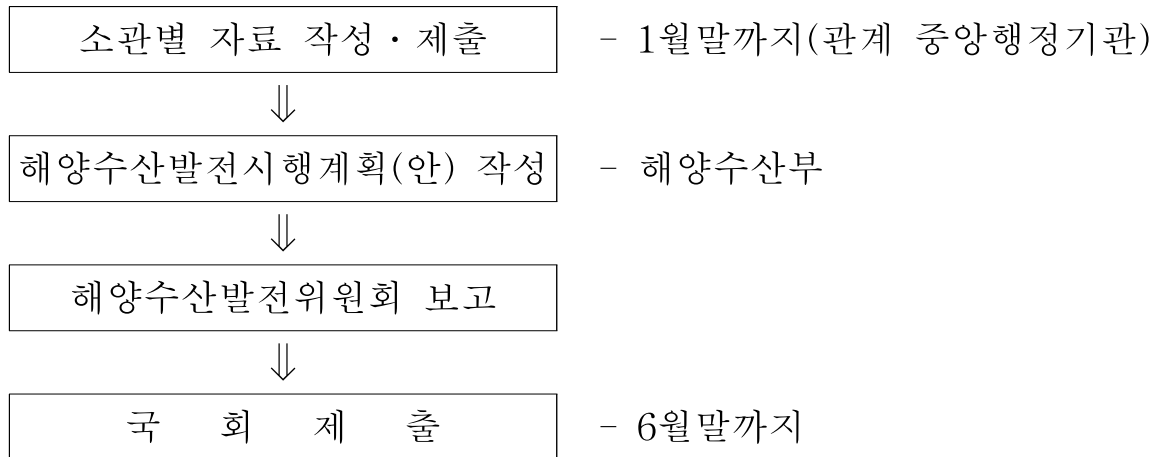 소관별 자료 작성·제출 - 1월말까지(관계 중앙행정기관)
⇓
해양수산발전시행계획(안) 작성 - 해양수산부
⇓
해양수산발전위원회 보고
⇓
국 회 제 출 - 6월말까지